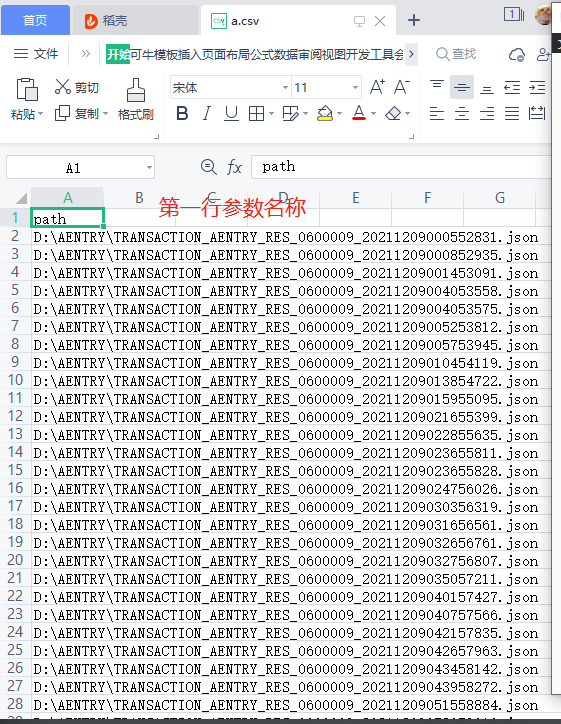 首页
稻壳
a.csv
1
文件
开始可牛模板插入页面布局公式数据审阅视图开发工具会
查找
粘贴
剪切
复制
格式刷
宋体
11
A+ A-
B I U A
A1
fx
path
A B C D E F G
第一行参数名称
1 path
2 D:\AENTRY\TRANSACTION_AENTRY_RES_0600009_20211209000552831.json
3 D:\AENTRY\TRANSACTION_AENTRY_RES_0600009_20211209000852935.json
4 D:\AENTRY\TRANSACTION_AENTRY_RES_0600009_20211209001453091.json
5 D:\AENTRY\TRANSACTION_AENTRY_RES_0600009_20211209004053558.json
6 D:\AENTRY\TRANSACTION_AENTRY_RES_0600009_20211209004053575.json
7 D:\AENTRY\TRANSACTION_AENTRY_RES_0600009_20211209005253812.json
8 D:\AENTRY\TRANSACTION_AENTRY_RES_0600009_20211209005753945.json
9 D:\AENTRY\TRANSACTION_AENTRY_RES_0600009_20211209010454119.json
10 D:\AENTRY\TRANSACTION_AENTRY_RES_0600009_20211209013854722.json
11 D:\AENTRY\TRANSACTION_AENTRY_RES_0600009_20211209015955095.json
12 D:\AENTRY\TRANSACTION_AENTRY_RES_0600009_20211209021655399.json
13 D:\AENTRY\TRANSACTION_AENTRY_RES_0600009_20211209022855635.json
14 D:\AENTRY\TRANSACTION_AENTRY_RES_0600009_20211209023655811.json
15 D:\AENTRY\TRANSACTION_AENTRY_RES_0600009_20211209023655828.json
16 D:\AENTRY\TRANSACTION_AENTRY_RES_0600009_20211209024756026.json
17 D:\AENTRY\TRANSACTION_AENTRY_RES_0600009_20211209030356319.json
18 D:\AENTRY\TRANSACTION_AENTRY_RES_0600009_20211209031656561.json
19 D:\AENTRY\TRANSACTION_AENTRY_RES_0600009_20211209032656761.json
20 D:\AENTRY\TRANSACTION_AENTRY_RES_0600009_20211209032756807.json
21 D:\AENTRY\TRANSACTION_AENTRY_RES_0600009_20211209035057211.json
22 D:\AENTRY\TRANSACTION_AENTRY_RES_0600009_20211209040157427.json
23 D:\AENTRY\TRANSACTION_AENTRY_RES_0600009_20211209040757566.json
24 D:\AENTRY\TRANSACTION_AENTRY_RES_0600009_20211209042157835.json
25 D:\AENTRY\TRANSACTION_AENTRY_RES_0600009_20211209042657963.json
26 D:\AENTRY\TRANSACTION_AENTRY_RES_0600009_20211209043458142.json
27 D:\AENTRY\TRANSACTION_AENTRY_RES_0600009_20211209043958272.json
28 D:\AENTRY\TRANSACTION_AENTRY_RES_0600009_20211209051558884.json